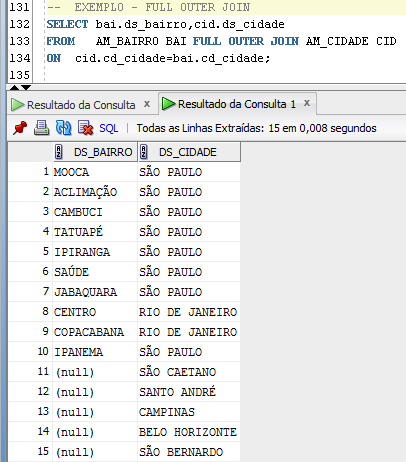 131 -- EXEMPLO - FULL OUTER JOIN
132 SELECT bai.ds_bairro,cid.ds_cidade
133 FROM AM_BAIRRO BAI FULL OUTER JOIN AM_CIDADE CID
134 ON cid.cd_cidade=bai.cd_cidade;
135
Resultado da Consulta x Resultado da Consulta 1 x
SQL | Todas as Linhas Extraídas: 15 em 0,008 segundos
DS_BAIRRO DS_CIDADE
1 MOOCA SÃO PAULO
2 ACLIMAÇÃO SÃO PAULO
3 CAMBUCI SÃO PAULO
4 TATUAPÉ SÃO PAULO
5 IPIRANGA SÃO PAULO
6 SAÚDE SÃO PAULO
7 JABAQUARA SÃO PAULO
8 CENTRO RIO DE JANEIRO
9 COPACABANA RIO DE JANEIRO
10 IPANEMA SÃO PAULO
11 (null) SÃO CAETANO
12 (null) SANTO ANDRÉ
13 (null) CAMPINAS
14 (null) BELO HORIZONTE
15 (null) SÃO BERNARDO